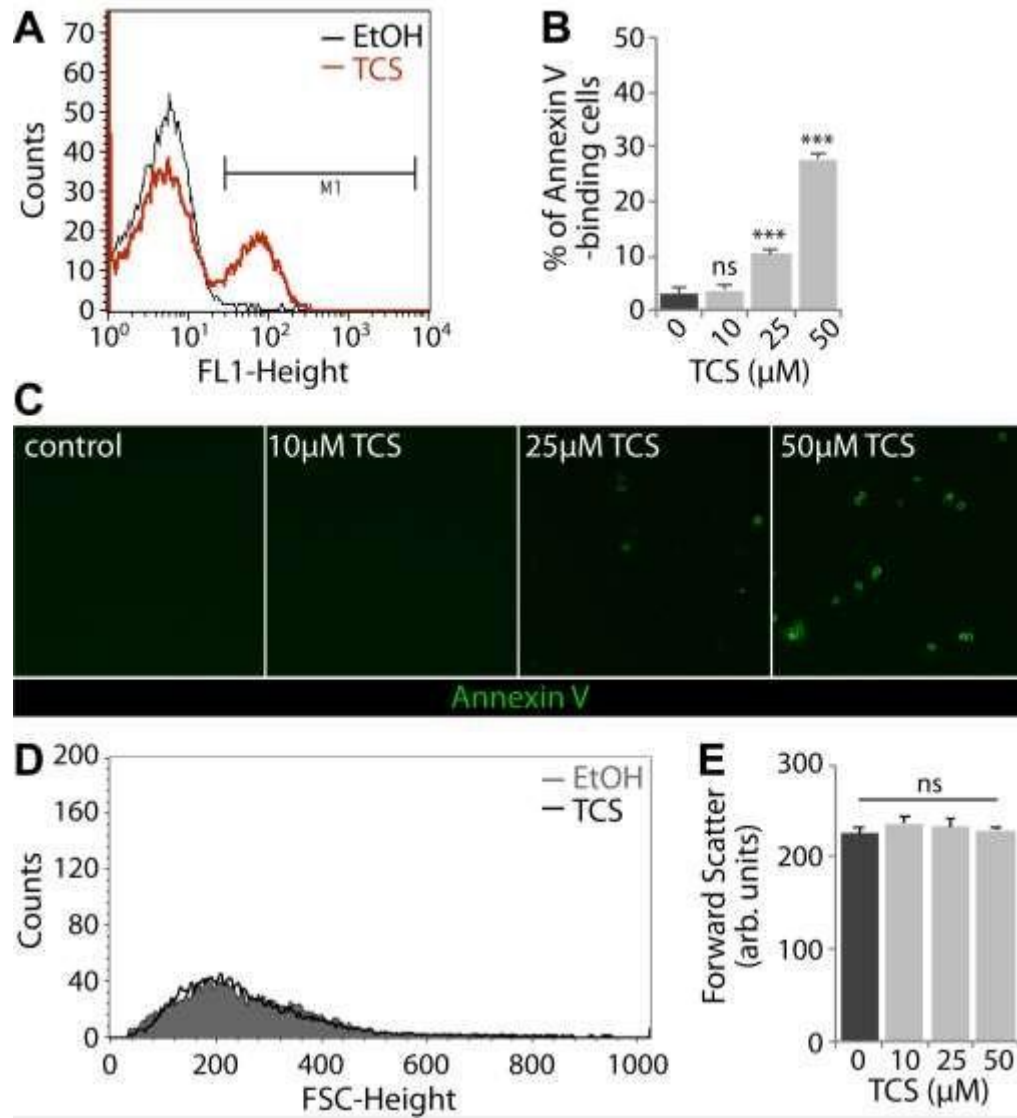 A
75
70
60
50
40
30
20
10
0
Counts
EtOH
TCS
M1
10⁰ 10¹ 10² 10³ 10⁴
FL1-Height
B
50
40
30
20
10
0
% of Annexin V
-binding cells
ns
***
***
0 10 25 50
TCS (µM)
C
control
10µM TCS
25µM TCS
50µM TCS
Annexin V
D
200
160
120
80
40
0
Counts
EtOH
TCS
0 200 400 600 800 1000
FSC-Height
E
300
200
100
0
Forward Scatter
(arb. units)
ns
0 10 25 50
TCS (µM)